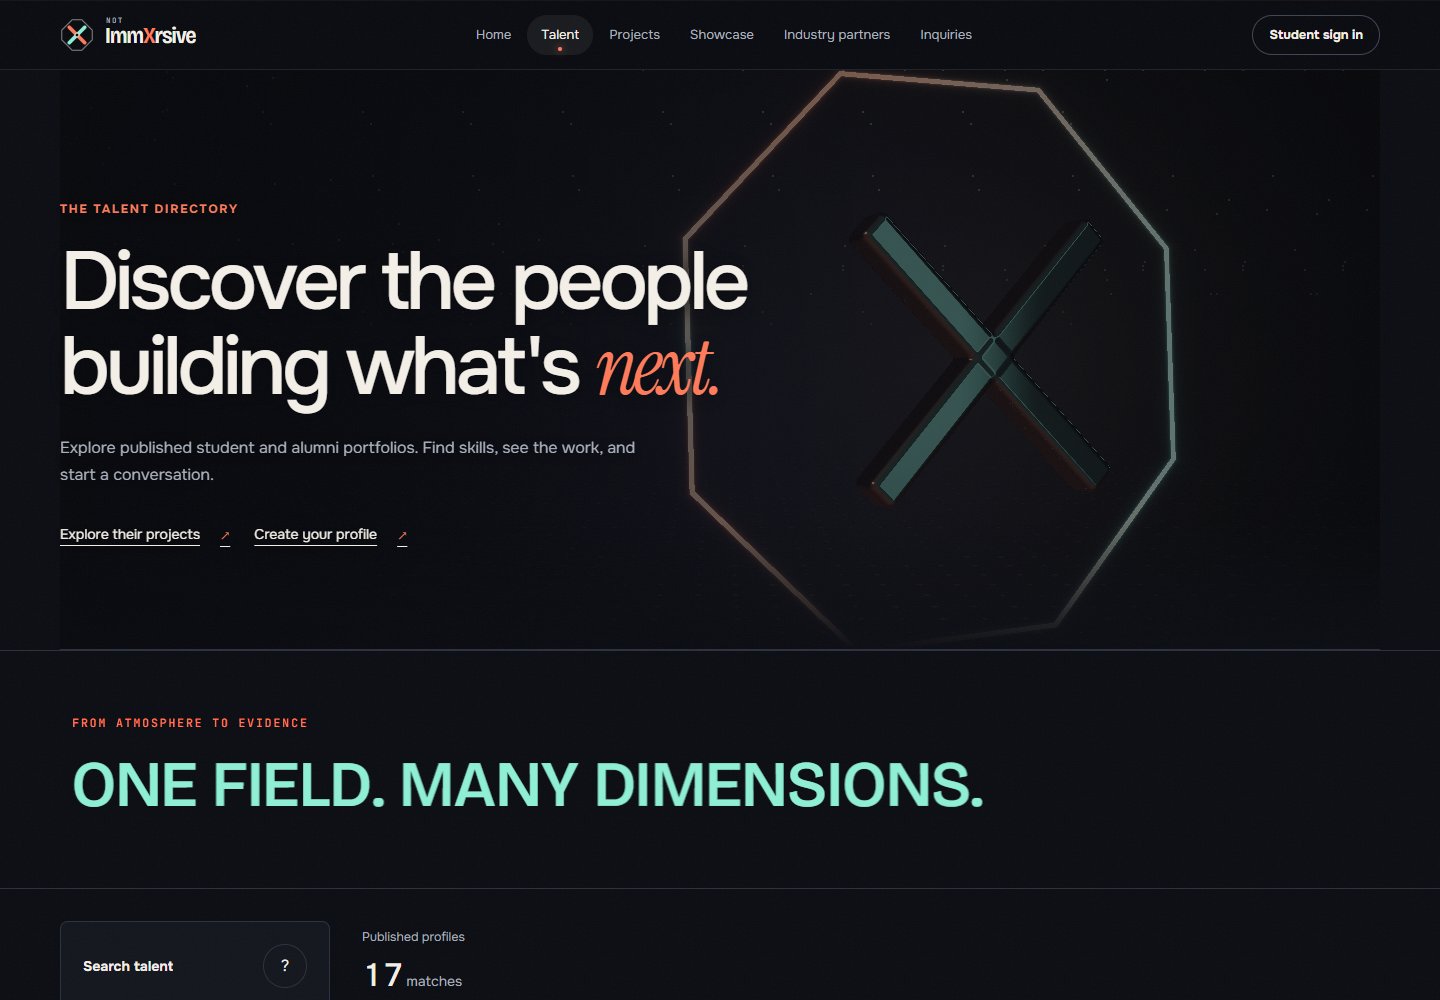 NOT
ImmXrsive
Home
Talent
Projects
Showcase
Industry partners
Inquiries
Student sign in
THE TALENT DIRECTORY
Discover the people
building what's next.
Explore published student and alumni portfolios. Find skills, see the work, and
start a conversation.
Explore their projects ↗
Create your profile ↗
FROM ATMOSPHERE TO EVIDENCE
ONE FIELD. MANY DIMENSIONS.
Search talent
?
Published profiles
17 matches